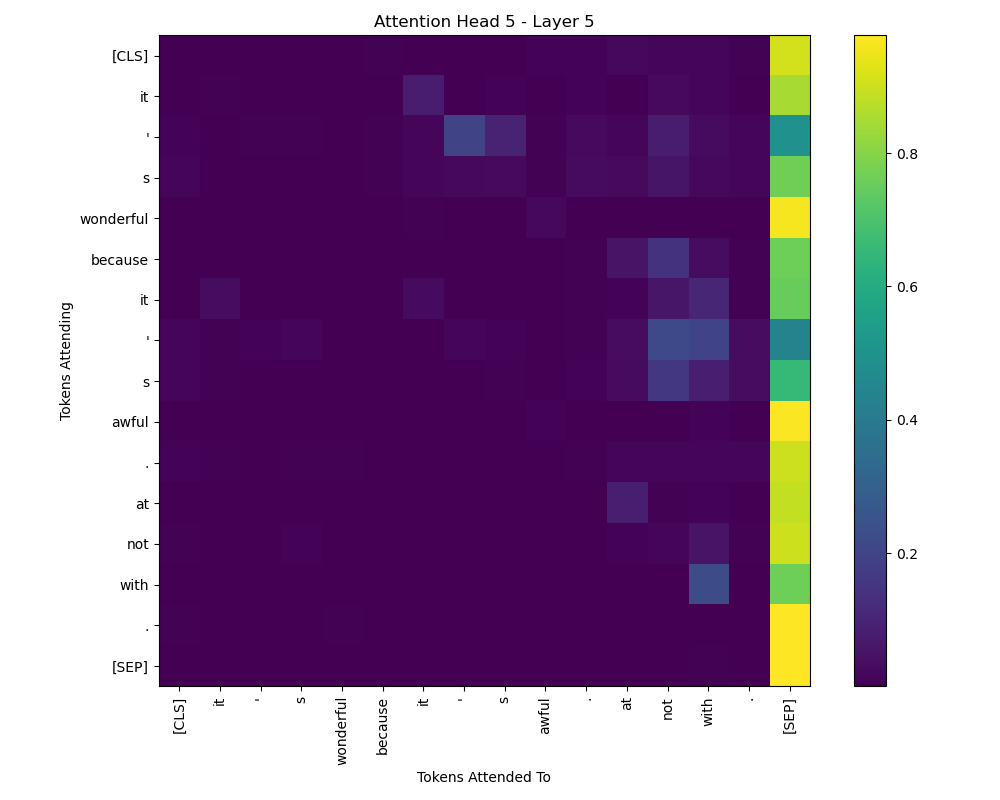 Attention Head 5 - Layer 5
[CLS]
it
'
s
wonderful
because
it
'
s
awful
.
at
not
with
.
[SEP]
Tokens Attending
[CLS]
it
'
s
wonderful
because
it
'
s
awful
.
at
not
with
.
[SEP]
Tokens Attended To
0.8
0.6
0.4
0.2